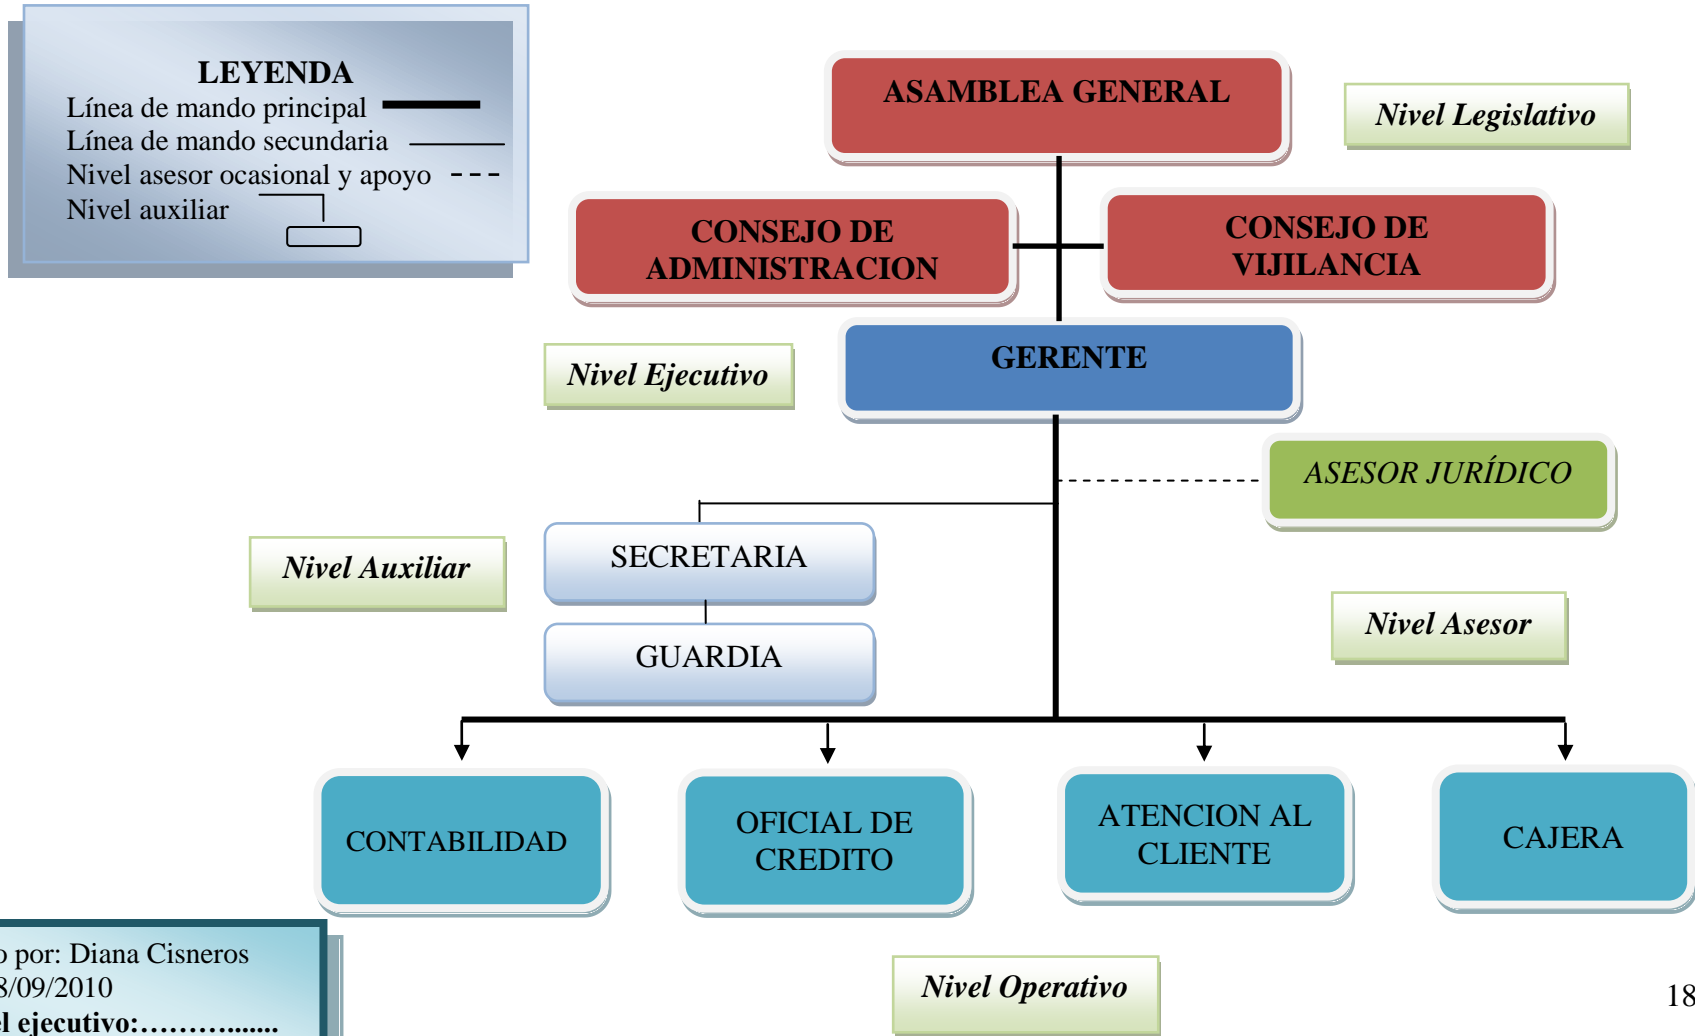 LEYENDA
Línea de mando principal
Línea de mando secundaria
Nivel asesor ocasional y apoyo
Nivel auxiliar
ASAMBLEA GENERAL
Nivel Legislativo
CONSEJO DE
ADMINISTRACION
CONSEJO DE
VIJILANCIA
GERENTE
Nivel Ejecutivo
ASESOR JURÍDICO
SECRETARIA
Nivel Auxiliar
GUARDIA
Nivel Asesor
CONTABILIDAD
OFICIAL DE
CREDITO
ATENCION AL
CLIENTE
CAJERA
por: Diana Cisneros
/09/2010
ejecutivo:……….......
Nivel Operativo
18